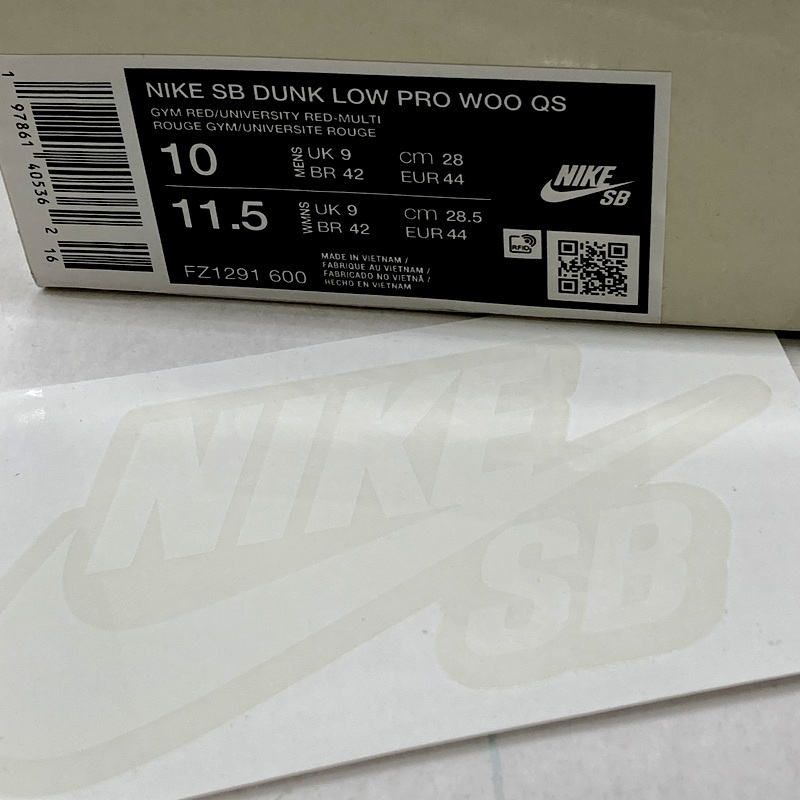 NIKE SB DUNK LOW PRO WOO QS
GYM RED/UNIVERSITY RED-MULTI
ROUGE GYM/UNIVERSITE ROUGE
10 MENS UK 9 cm 28
BR 42 EUR 44
11.5 WMNS UK 9 cm 28.5
BR 42 EUR 44
FZ1291 600
MADE IN VIETNAM /
FABRIQUE AU VIETNAM /
FABRICADO NO VIETNÃ /
HECHO EN VIETNAM
NIKE
SB
RFID
1 97861 40536 2 16
NIKE
SB